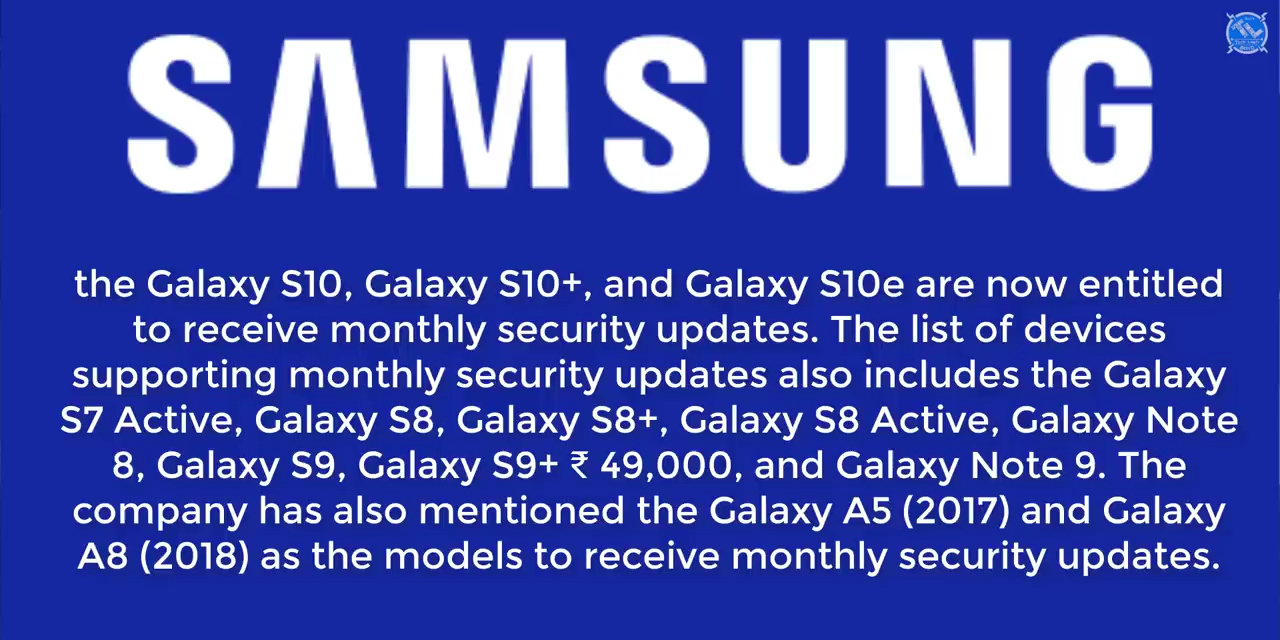 SAMSUNG
the Galaxy S10, Galaxy S10+, and Galaxy S10e are now entitled
to receive monthly security updates. The list of devices
supporting monthly security updates also includes the Galaxy
S7 Active, Galaxy S8, Galaxy S8+, Galaxy S8 Active, Galaxy Note
8, Galaxy S9, Galaxy S9+ ₹ 49,000, and Galaxy Note 9. The
company has also mentioned the Galaxy A5 (2017) and Galaxy
A8 (2018) as the models to receive monthly security updates.